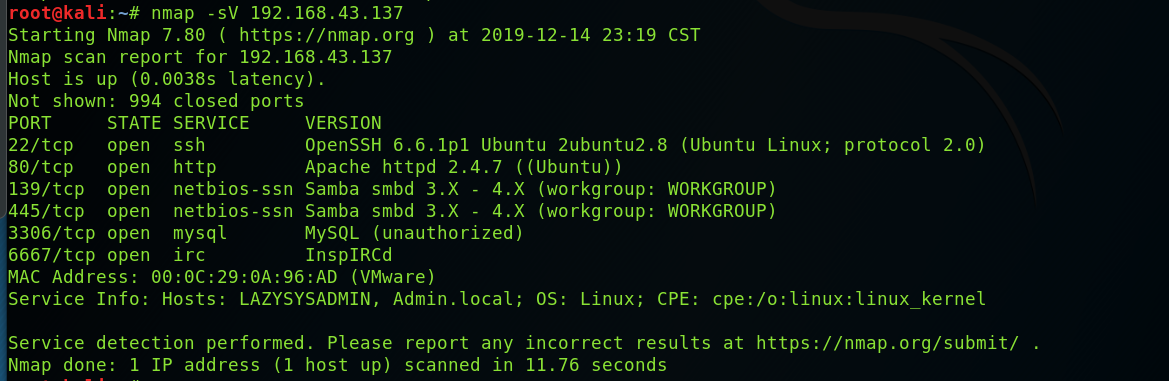 root@kali:~# nmap -sV 192.168.43.137
Starting Nmap 7.80 ( https://nmap.org ) at 2019-12-14 23:19 CST
Nmap scan report for 192.168.43.137
Host is up (0.0038s latency).
Not shown: 994 closed ports
PORT     STATE SERVICE     VERSION
22/tcp   open  ssh         OpenSSH 6.6.1p1 Ubuntu 2ubuntu2.8 (Ubuntu Linux; protocol 2.0)
80/tcp   open  http        Apache httpd 2.4.7 ((Ubuntu))
139/tcp  open  netbios-ssn Samba smbd 3.X - 4.X (workgroup: WORKGROUP)
445/tcp  open  netbios-ssn Samba smbd 3.X - 4.X (workgroup: WORKGROUP)
3306/tcp open  mysql       MySQL (unauthorized)
6667/tcp open  irc         InspIRCd
MAC Address: 00:0C:29:0A:96:AD (VMware)
Service Info: Hosts: LAZYSYSADMIN, Admin.local; OS: Linux; CPE: cpe:/o:linux:linux_kernel
Service detection performed. Please report any incorrect results at https://nmap.org/submit/ .
Nmap done: 1 IP address (1 host up) scanned in 11.76 seconds